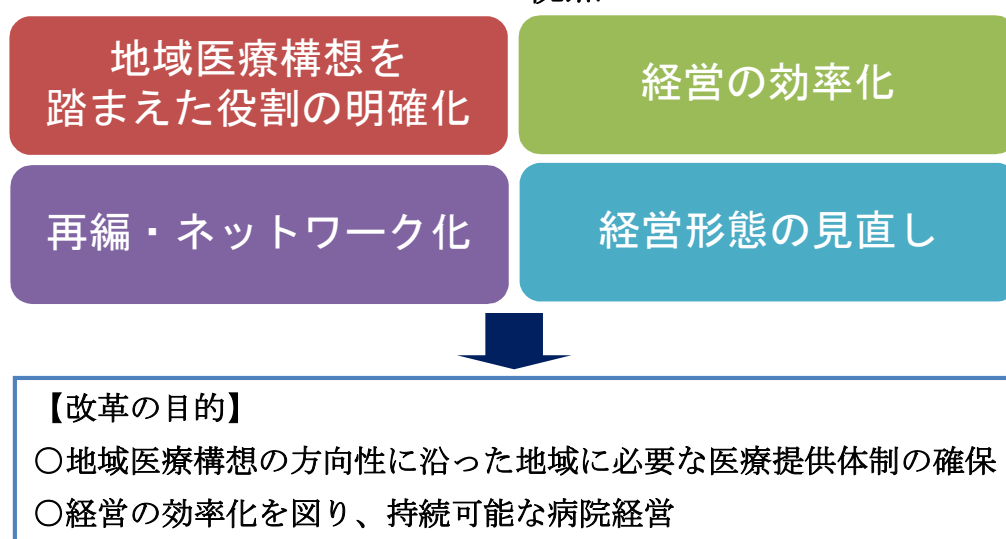 地域医療構想を
踏まえた役割の明確化
経営の効率化
再編・ネットワーク化
経営形態の見直し
【改革の目的】
○地域医療構想の方向性に沿った地域に必要な医療提供体制の確保
○経営の効率化を図り、持続可能な病院経営